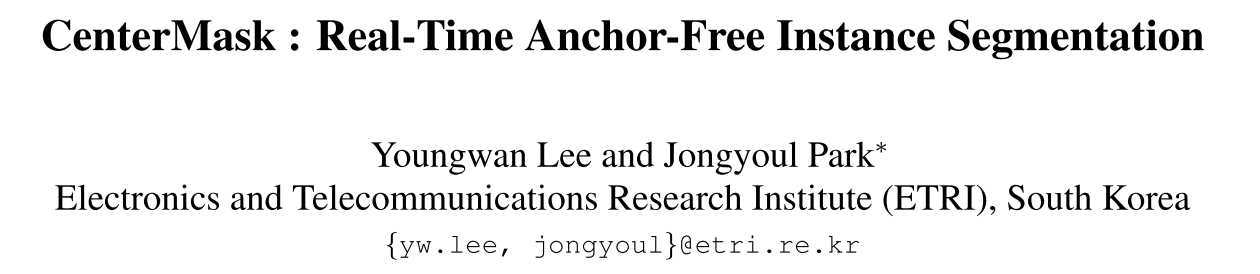 CenterMask : Real-Time Anchor-Free Instance Segmentation
Youngwan Lee and Jongyoul Park*
Electronics and Telecommunications Research Institute (ETRI), South Korea
{yw.lee, jongyoul}@etri.re.kr